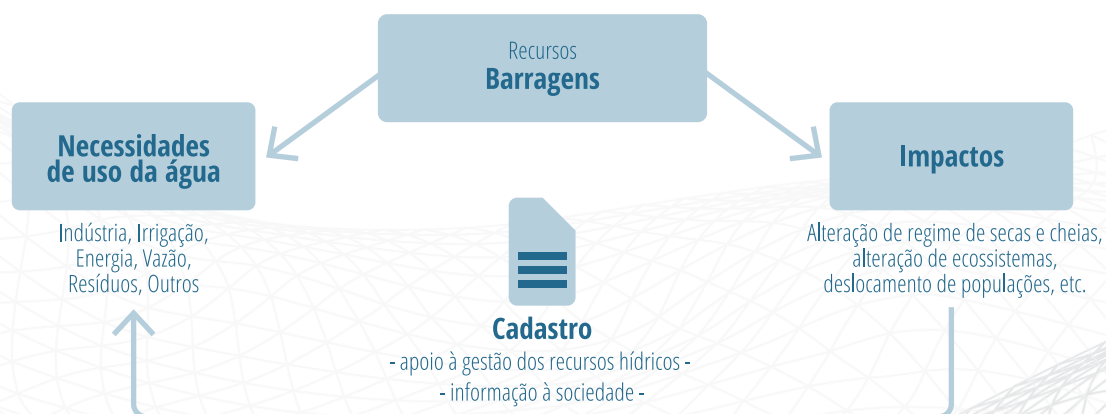 Recursos
Barragens
Necessidades
de uso da água
Indústria, Irrigação,
Energia, Vazão,
Resíduos, Outros
Impactos
Alteração de regime de secas e cheias,
alteração de ecossistemas,
deslocamento de populações, etc.
Cadastro
- apoio à gestão dos recursos hídricos -
- informação à sociedade -